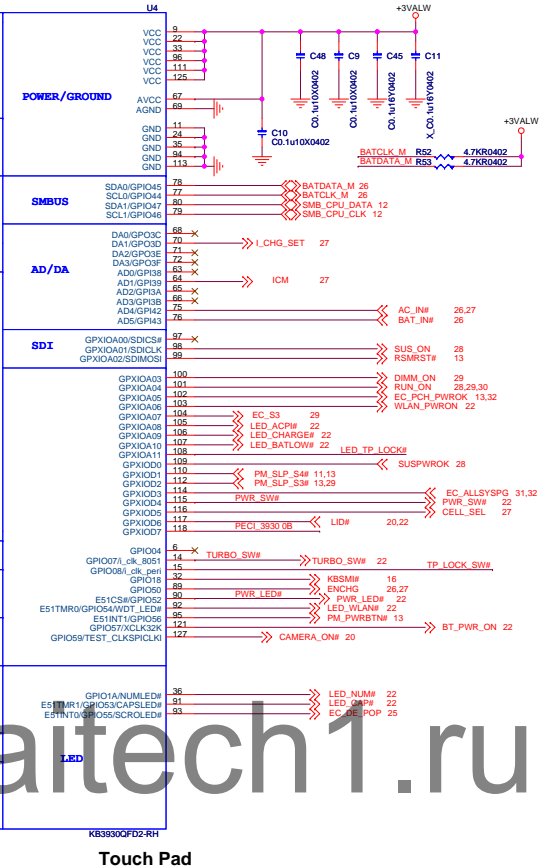 U4
+3VALW
VCC 9
VCC 22
VCC 33
VCC 96
VCC 111
VCC 125
POWER/GROUND
AVCC 67
AGND 69
C48 C9 C45 C11
C0.1u10X0402 C0.1u10X0402 C0.1u16Y0402 X_C0.1u16Y0402
C10
C0.1u10X0402
+3VALW
GND 11
GND 24
GND 35
GND 94
GND 113
BATCLK_M R52 4.7KR0402
BATDATA_M R53 4.7KR0402
SMBUS
SDA0/GPIO45 78 BATDATA_M 26
SCL0/GPIO44 77 BATCLK_M 26
SDA1/GPIO47 80 SMB_CPU_DATA 12
SCL1/GPIO46 79 SMB_CPU_CLK 12
AD/DA
DA0/GPO3C 68
DA1/GPO3D 70 I_CHG_SET 27
DA2/GPO3E 71
DA3/GPO3F 72
AD0/GPI38 63
AD1/GPI39 64 ICM 27
AD2/GPI3A 65
AD3/GPI3B 66
AD4/GPI42 75 AC_IN# 26,27
AD5/GPI43 76 BAT_IN# 26
SDI
GPXIOA00/SDICS# 97
GPXIOA01/SDICLK 98 SUS_ON 28
GPXIOA02/SDIMOSI 99 RSMRST# 13
GPXIOA03 100 DIMM_ON 29
GPXIOA04 101 RUN_ON 28,29,30
GPXIOA05 102 EC_PCH_PWROK 13,32
GPXIOA06 103 WLAN_PWRON 22
GPXIOA07 104 EC_S3 29
GPXIOA08 105 LED_ACPI# 22
GPXIOA09 106 LED_CHARGE# 22
GPXIOA10 107 LED_BATLOW# 22
GPXIOA11 108 LED_TP_LOCK#
GPXIOD0 109 SUSPWROK 28
GPXIOD1 110 PM_SLP_S4# 11,13
GPXIOD2 112 PM_SLP_S3# 13,29
GPXIOD3 114 EC_ALLSYSPG 31,32
GPXIOD4 115 PWR_SW# PWR_SW# 22
GPXIOD5 116 CELL_SEL 27
GPXIOD6 117 LID# 20,22
GPXIOD7 118 PECI_3930 0B
GPIO04 6
GPIO07/i_clk_8051 14 TURBO_SW# TURBO_SW# 22
GPIO08/i_clk_peri 15 TP_LOCK_SW#
GPIO18 32 KBSMI# 16
GPIO50 89 ENCHG 26,27
E51CS#/GPIO52 90 PWR_LED# PWR_LED# 22
E51TMR0/GPIO54/WDT_LED# 92 LED_WLAN# 22
E51INT1/GPIO56 95 PM_PWRBTN# 13
GPIO57/XCLK32K 121 BT_PWR_ON 22
GPIO59/TEST_CLKSPICLKI 127 CAMERA_ON# 20
GPIO1A/NUMLED# 36 LED_NUM# 22
E51TMR1/GPIO53/CAPSLED# 91 LED_CAP# 22
E51INT0/GPIO55/SCROLED# 93 EC_DE_POP 25
LED
aitech1.ru
KB3930QFD2-RH
Touch Pad